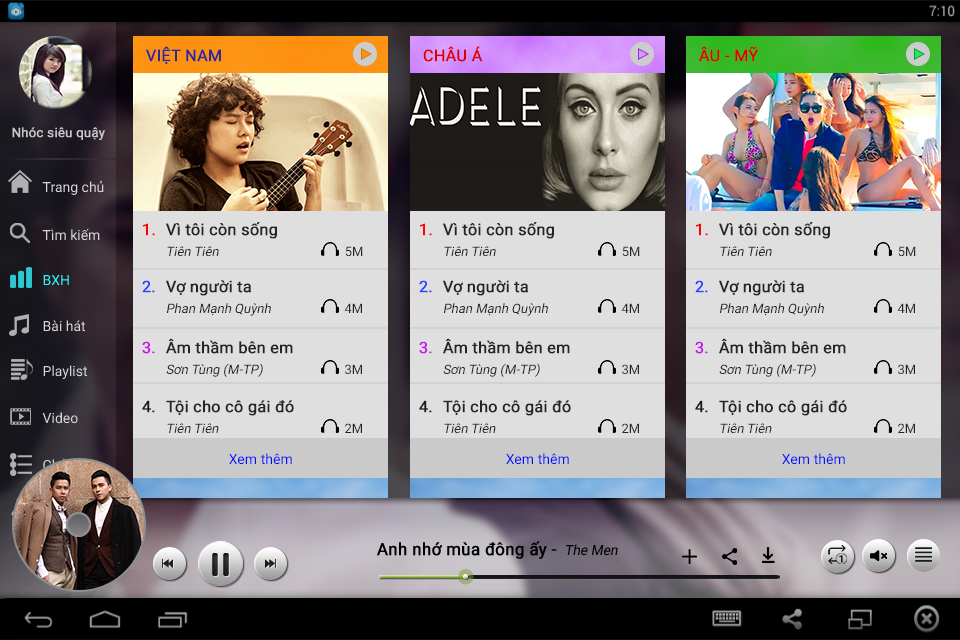 7:10
Nhóc siêu quậy
Trang chủ
Tìm kiếm
BXH
Bài hát
Playlist
Video
VIỆT NAM
1. Vì tôi còn sống
Tiên Tiên 5M
2. Vợ người ta
Phan Mạnh Quỳnh 4M
3. Âm thầm bên em
Sơn Tùng (M-TP) 3M
4. Tội cho cô gái đó
Tiên Tiên 2M
Xem thêm
CHÂU Á
ADELE
1. Vì tôi còn sống
Tiên Tiên 5M
2. Vợ người ta
Phan Mạnh Quỳnh 4M
3. Âm thầm bên em
Sơn Tùng (M-TP) 3M
4. Tội cho cô gái đó
Tiên Tiên 2M
Xem thêm
ÂU - MỸ
1. Vì tôi còn sống
Tiên Tiên 5M
2. Vợ người ta
Phan Mạnh Quỳnh 4M
3. Âm thầm bên em
Sơn Tùng (M-TP) 3M
4. Tội cho cô gái đó
Tiên Tiên 2M
Xem thêm
Anh nhớ mùa đông ấy - The Men
1